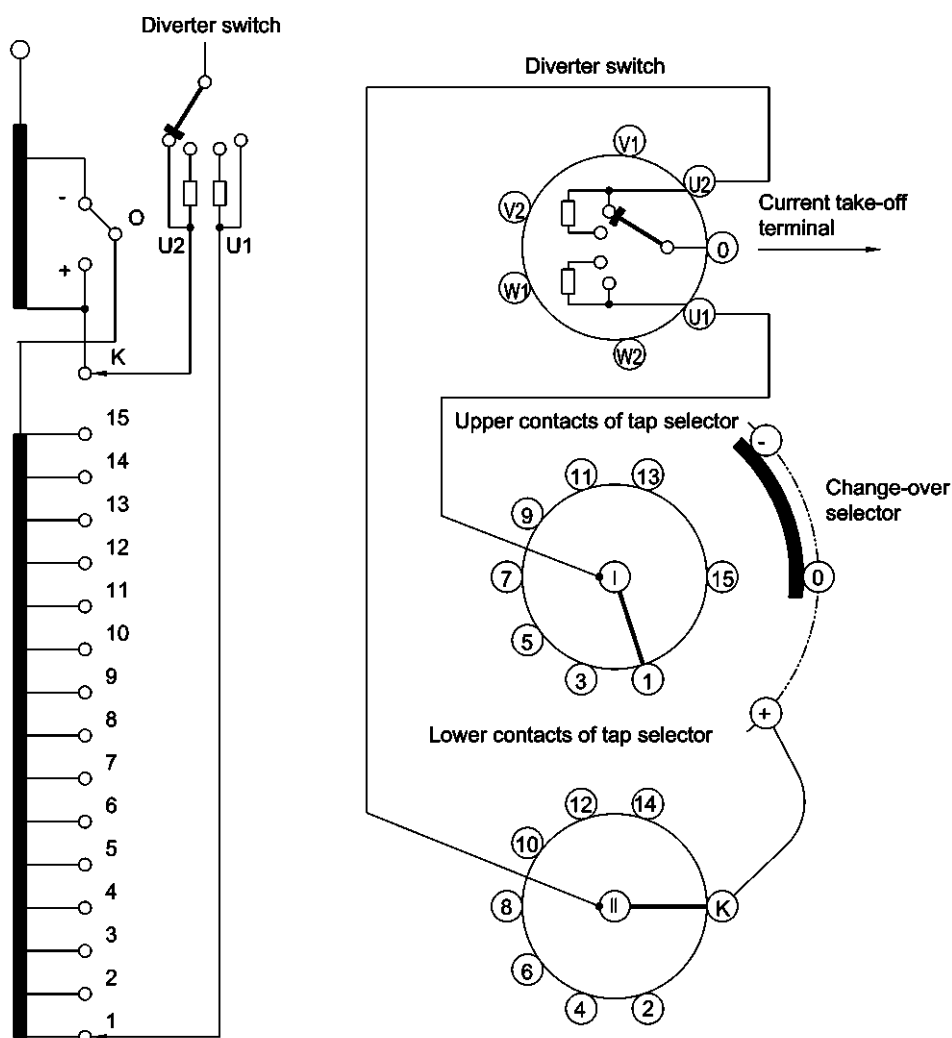 Diverter switch
-
O
+
U2
U1
K
15
14
13
12
11
10
9
8
7
6
5
4
3
2
1
Diverter switch
V1
U2
V2
Current take-off
terminal
0
W1
U1
W2
Upper contacts of tap selector
-
11
13
Change-over
selector
9
7
I
15
0
5
3
1
+
Lower contacts of tap selector
12
14
10
8
II
K
6
4
2